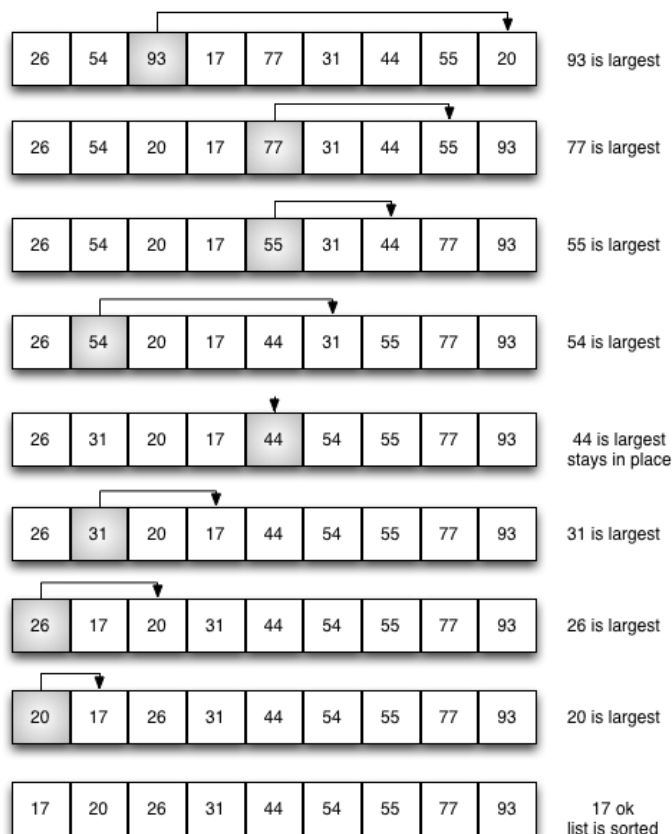 26 54 93 17 77 31 44 55 20 93 is largest
26 54 20 17 77 31 44 55 93 77 is largest
26 54 20 17 55 31 44 77 93 55 is largest
26 54 20 17 44 31 55 77 93 54 is largest
26 31 20 17 44 54 55 77 93 44 is largest
stays in place
26 31 20 17 44 54 55 77 93 31 is largest
26 17 20 31 44 54 55 77 93 26 is largest
20 17 26 31 44 54 55 77 93 20 is largest
17 20 26 31 44 54 55 77 93 17 ok
list is sorted